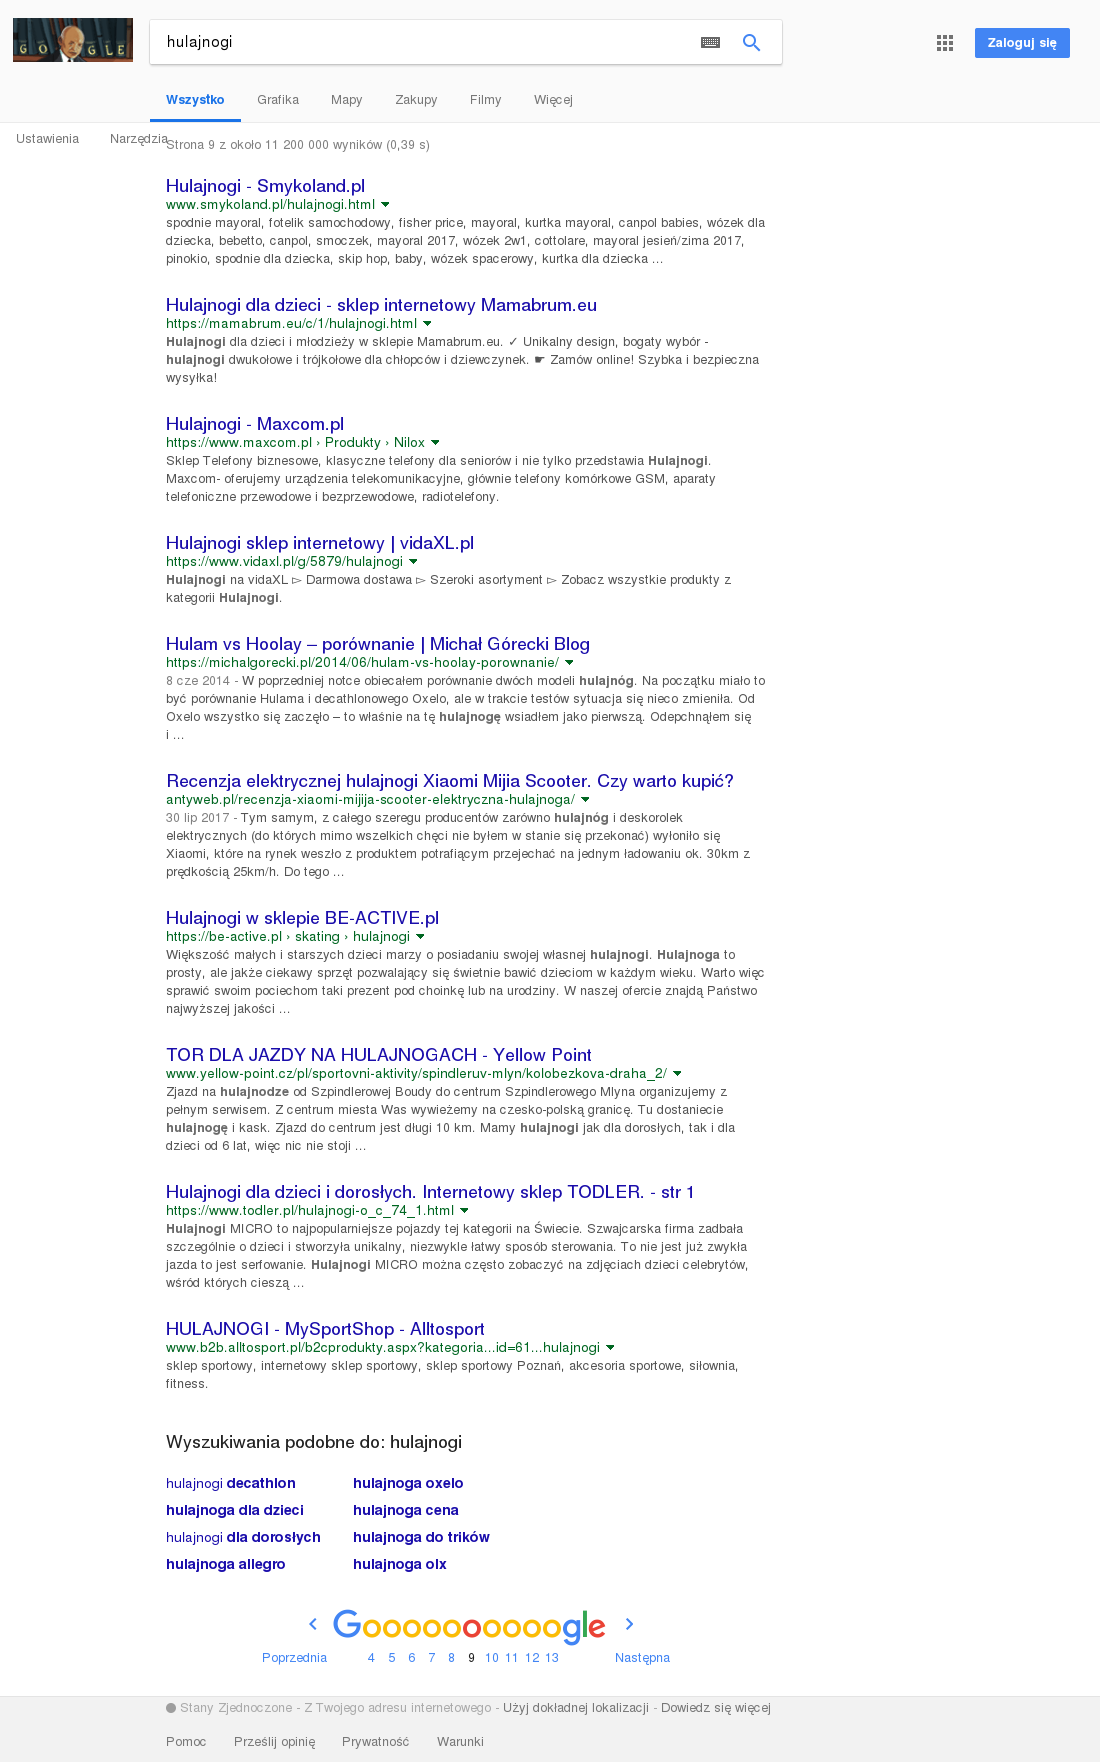 GOOGLE
hulajnogi
Zaloguj się
Wszystko Grafika Mapy Zakupy Filmy Więcej
Ustawienia Narzędzia
Strona 9 z około 11 200 000 wyników (0,39 s)
Hulajnogi - Smykoland.pl
www.smykoland.pl/hulajnogi.html
spodnie mayoral, fotelik samochodowy, fisher price, mayoral, kurtka mayoral, canpol babies, wózek dla
dziecka, bebetto, canpol, smoczek, mayoral 2017, wózek 2w1, cottolare, mayoral jesień/zima 2017,
pinokio, spodnie dla dziecka, skip hop, baby, wózek spacerowy, kurtka dla dziecka ...
Hulajnogi dla dzieci - sklep internetowy Mamabrum.eu
https://mamabrum.eu/c/1/hulajnogi.html
Hulajnogi dla dzieci i młodzieży w sklepie Mamabrum.eu. ✓ Unikalny design, bogaty wybór -
hulajnogi dwukołowe i trójkołowe dla chłopców i dziewczynek. ☛ Zamów online! Szybka i bezpieczna
wysyłka!
Hulajnogi - Maxcom.pl
https://www.maxcom.pl › Produkty › Nilox
Sklep Telefony biznesowe, klasyczne telefony dla seniorów i nie tylko przedstawia Hulajnogi.
Maxcom- oferujemy urządzenia telekomunikacyjne, głównie telefony komórkowe GSM, aparaty
telefoniczne przewodowe i bezprzewodowe, radiotelefony.
Hulajnogi sklep internetowy | vidaXL.pl
https://www.vidaxl.pl/g/5879/hulajnogi
Hulajnogi na vidaXL ▻ Darmowa dostawa ▻ Szeroki asortyment ▻ Zobacz wszystkie produkty z
kategorii Hulajnogi.
Hulam vs Hoolay – porównanie | Michał Górecki Blog
https://michalgorecki.pl/2014/06/hulam-vs-hoolay-porownanie/
8 cze 2014 - W poprzedniej notce obiecałem porównanie dwóch modeli hulajnóg. Na początku miało to
być porównanie Hulama i decathlonowego Oxelo, ale w trakcie testów sytuacja się nieco zmieniła. Od
Oxelo wszystko się zaczęło – to właśnie na tę hulajnogę wsiadłem jako pierwszą. Odepchnąłem się
i ...
Recenzja elektrycznej hulajnogi Xiaomi Mijia Scooter. Czy warto kupić?
antyweb.pl/recenzja-xiaomi-mijija-scooter-elektryczna-hulajnoga/
30 lip 2017 - Tym samym, z całego szeregu producentów zarówno hulajnóg i deskorolek
elektrycznych (do których mimo wszelkich chęci nie byłem w stanie się przekonać) wyłoniło się
Xiaomi, które na rynek weszło z produktem potrafiącym przejechać na jednym ładowaniu ok. 30km z
prędkością 25km/h. Do tego ...
Hulajnogi w sklepie BE-ACTIVE.pl
https://be-active.pl › skating › hulajnogi
Większość małych i starszych dzieci marzy o posiadaniu swojej własnej hulajnogi. Hulajnoga to
prosty, ale jakże ciekawy sprzęt pozwalający się świetnie bawić dzieciom w każdym wieku. Warto więc
sprawić swoim pociechom taki prezent pod choinkę lub na urodziny. W naszej ofercie znajdą Państwo
najwyższej jakości ...
TOR DLA JAZDY NA HULAJNOGACH - Yellow Point
www.yellow-point.cz/pl/sportovni-aktivity/spindleruv-mlyn/kolobezkova-draha_2/
Zjazd na hulajnodze od Szpindlerowej Boudy do centrum Szpindlerowego Mlyna organizujemy z
pełnym serwisem. Z centrum miesta Was wywieżemy na czesko-polską granicę. Tu dostaniecie
hulajnogę i kask. Zjazd do centrum jest długi 10 km. Mamy hulajnogi jak dla dorosłych, tak i dla
dzieci od 6 lat, więc nic nie stoji ...
Hulajnogi dla dzieci i dorosłych. Internetowy sklep TODLER. - str 1
https://www.todler.pl/hulajnogi-o_c_74_1.html
Hulajnogi MICRO to najpopularniejsze pojazdy tej kategorii na Świecie. Szwajcarska firma zadbała
szczególnie o dzieci i stworzyła unikalny, niezwykle łatwy sposób sterowania. To nie jest już zwykła
jazda to jest serfowanie. Hulajnogi MICRO można często zobaczyć na zdjęciach dzieci celebrytów,
wśród których cieszą ...
HULAJNOGI - MySportShop - Alltosport
www.b2b.alltosport.pl/b2cprodukty.aspx?kategoria...id=61...hulajnogi
sklep sportowy, internetowy sklep sportowy, sklep sportowy Poznań, akcesoria sportowe, siłownia,
fitness.
Wyszukiwania podobne do: hulajnogi
hulajnogi decathlon hulajnoga oxelo
hulajnoga dla dzieci hulajnoga cena
hulajnogi dla dorosłych hulajnoga do trików
hulajnoga allegro hulajnoga olx
Goooooooooogle
Poprzednia 4 5 6 7 8 9 10 11 12 13 Następna
Stany Zjednoczone - Z Twojego adresu internetowego - Użyj dokładnej lokalizacji - Dowiedz się więcej
Pomoc Prześlij opinię Prywatność Warunki